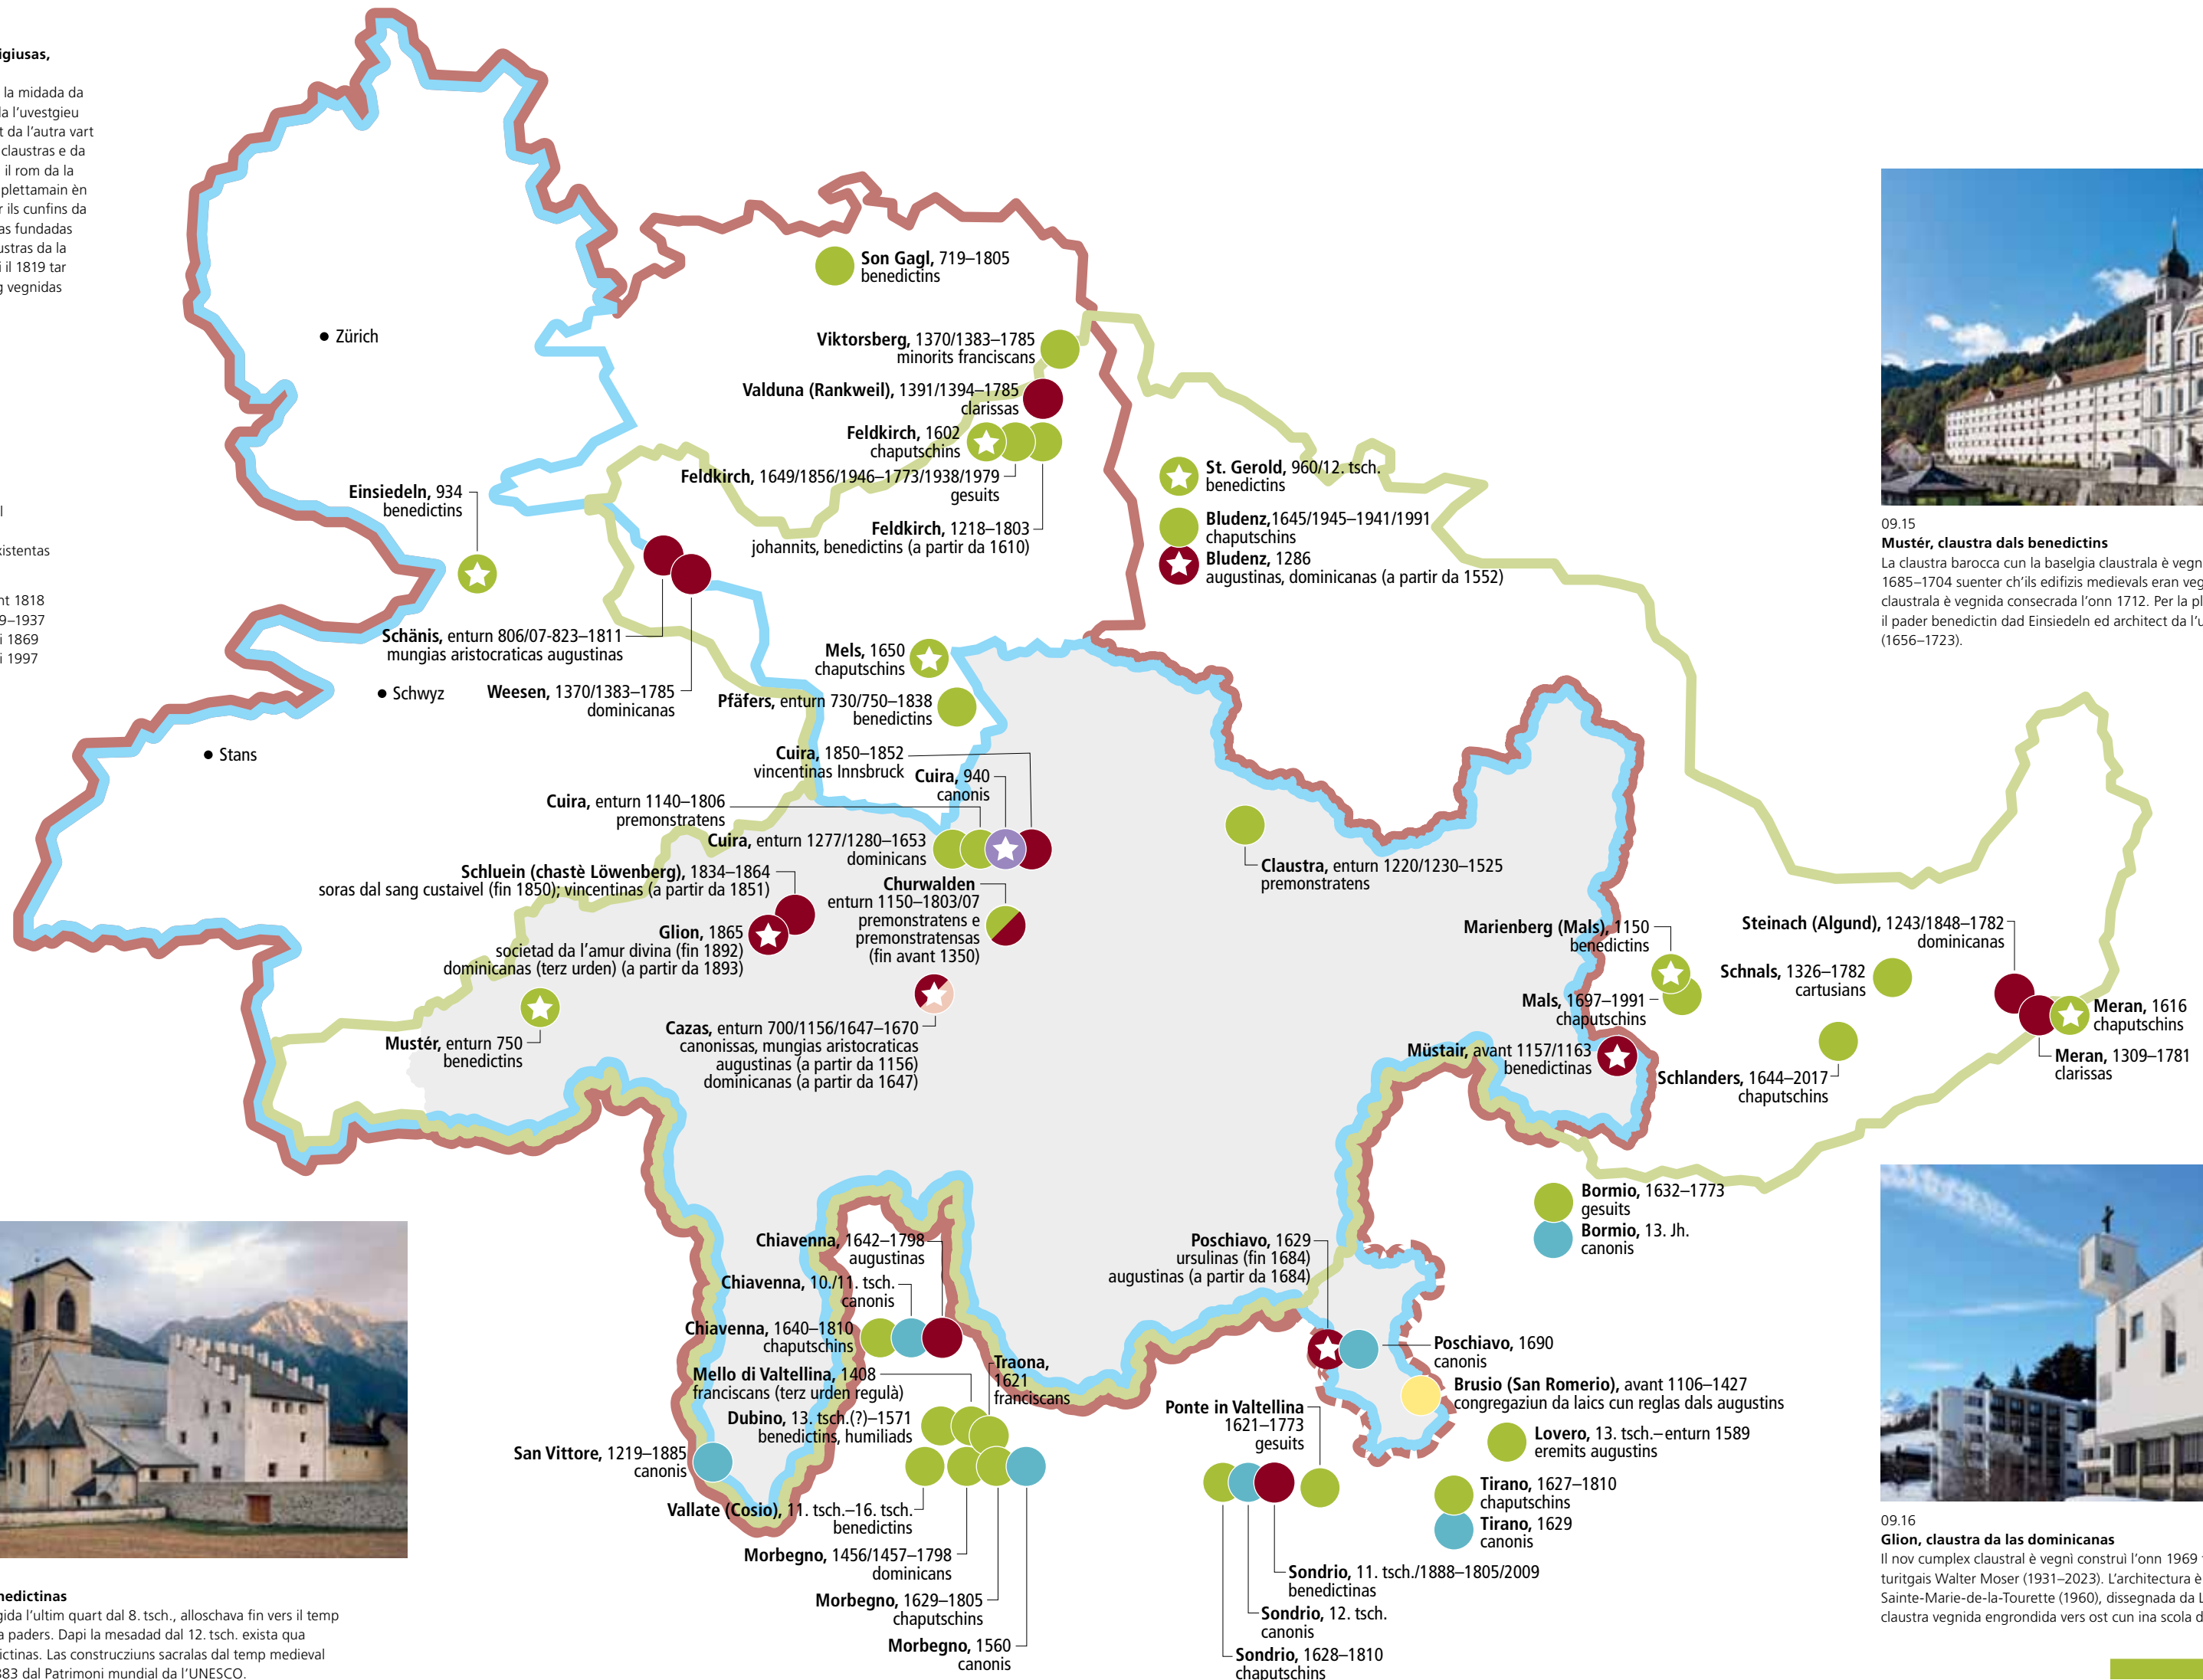 igiusas,
la midada da
la l’uvestgieu
t da l’autra vart
claustras e da
il rom da la
plettamain èn
r ils cunfins da
as fundadas
ustras da la
i il 1819 tar
g vegnidas
l
xistentas
nt 1818
9–1937
i 1869
i 1997
Zürich
Schwyz
Stans
Son Gagl, 719–1805
benedictins
Viktorsberg, 1370/1383–1785
minorits franciscans
Valduna (Rankweil), 1391/1394–1785
clarissas
Feldkirch, 1602
chaputschins
Feldkirch, 1649/1856/1946–1773/1938/1979
gesuits
Feldkirch, 1218–1803
johannits, benedictins (a partir da 1610)
St. Gerold, 960/12. tsch.
benedictins
Bludenz,1645/1945–1941/1991
chaputschins
Bludenz, 1286
augustinas, dominicanas (a partir da 1552)
Einsiedeln, 934
benedictins
Schänis, enturn 806/07-823–1811
mungias aristocraticas augustinas
Weesen, 1370/1383–1785
dominicanas
Mels, 1650
chaputschins
Pfäfers, enturn 730/750–1838
benedictins
Cuira, 1850–1852
vincentinas Innsbruck
Cuira, 940
canonis
Cuira, enturn 1140–1806
premonstratens
Cuira, enturn 1277/1280–1653
dominicans
Schluein (chastè Löwenberg), 1834–1864
soras dal sang custaivel (fin 1850); vincentinas (a partir da 1851)
Glion, 1865
societad da l’amur divina (fin 1892)
dominicanas (terz urden) (a partir da 1893)
Churwalden
enturn 1150–1803/07
premonstratens e
premonstratensas
(fin avant 1350)
Mustér, enturn 750
benedictins
Cazas, enturn 700/1156/1647–1670
canonissas, mungias aristocraticas
augustinas (a partir da 1156)
dominicanas (a partir da 1647)
Claustra, enturn 1220/1230–1525
premonstratens
Marienberg (Mals), 1150
benedictins
Mals, 1697–1991
chaputschins
Müstair, avant 1157/1163
benedictinas
Steinach (Algund), 1243/1848–1782
dominicanas
Schnals, 1326–1782
cartusians
Schlanders, 1644–2017
chaputschins
Meran, 1616
chaputschins
Meran, 1309–1781
clarissas
Bormio, 1632–1773
gesuits
Bormio, 13. Jh.
canonis
Chiavenna, 1642–1798
augustinas
Chiavenna, 10./11. tsch.
canonis
Chiavenna, 1640–1810
chaputschins
Mello di Valtellina, 1408
franciscans (terz urden regulà)
Traona,
1621
franciscans
Dubino, 13. tsch.(?)–1571
benedictins, humiliads
San Vittore, 1219–1885
canonis
Vallate (Cosio), 11. tsch.–16. tsch.
benedictins
Morbegno, 1456/1457–1798
dominicans
Morbegno, 1629–1805
chaputschins
Morbegno, 1560
canonis
Poschiavo, 1629
ursulinas (fin 1684)
augustinas (a partir da 1684)
Poschiavo, 1690
canonis
Brusio (San Romerio), avant 1106–1427
congregaziun da laics cun reglas dals augustins
Ponte in Valtellina
1621–1773
gesuits
Lovero, 13. tsch.–enturn 1589
eremits augustins
Tirano, 1627–1810
chaputschins
Tirano, 1629
canonis
Sondrio, 11. tsch./1888–1805/2009
benedictinas
Sondrio, 12. tsch.
canonis
Sondrio, 1628–1810
chaputschins
09.15
Mustér, claustra dals benedictins
La claustra barocca cun la baselgia claustrala è vegn
1685–1704 suenter ch’ils edifizis medievals eran veg
claustrala è vegnida consecrada l’onn 1712. Per la pl
il pader benedictin dad Einsiedeln ed architect da l’u
(1656–1723).
09.16
Glion, claustra da las dominicanas
Il nov cumplex claustral è vegnì construì l’onn 1969
turitgais Walter Moser (1931–2023). L’architectura è
Sainte-Marie-de-la-Tourette (1960), dissegnada da L
claustra vegnida engrondida vers ost cun ina scola d
nedictinas
gida l’ultim quart dal 8. tsch., alloschava fin vers il temp
a paders. Dapi la mesadad dal 12. tsch. exista qua
ictinas. Las construcziuns sacralas dal temp medieval
883 dal Patrimoni mundial da l’UNESCO.